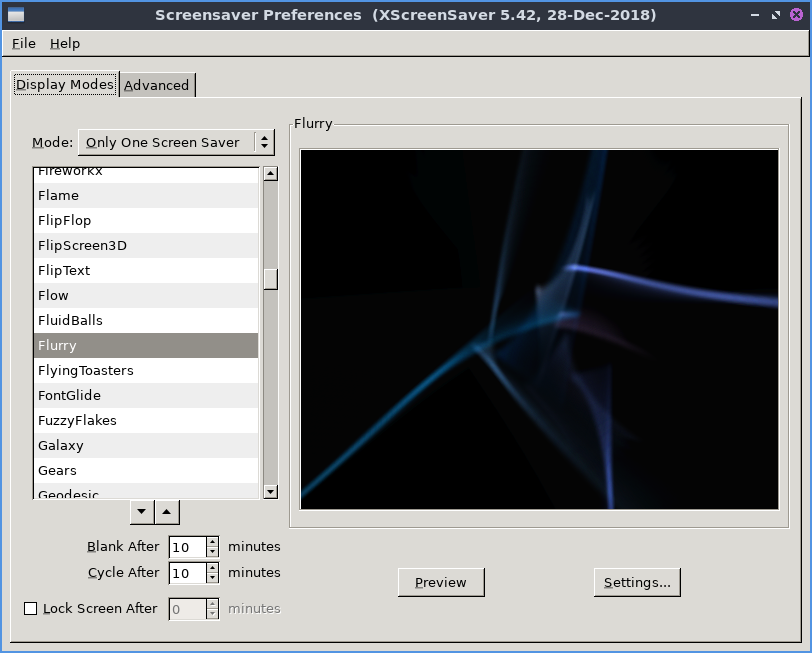 Screensaver Preferences  (XScreenSaver 5.42, 28-Dec-2018)
File Help
Display Modes Advanced
Mode: Only One Screen Saver
Flurry
Fireworkx
Flame
FlipFlop
FlipScreen3D
FlipText
Flow
FluidBalls
Flurry
FlyingToasters
FontGlide
FuzzyFlakes
Galaxy
Gears
Geodesic
Blank After 10 minutes
Cycle After 10 minutes
Lock Screen After 0 minutes
Preview Settings...